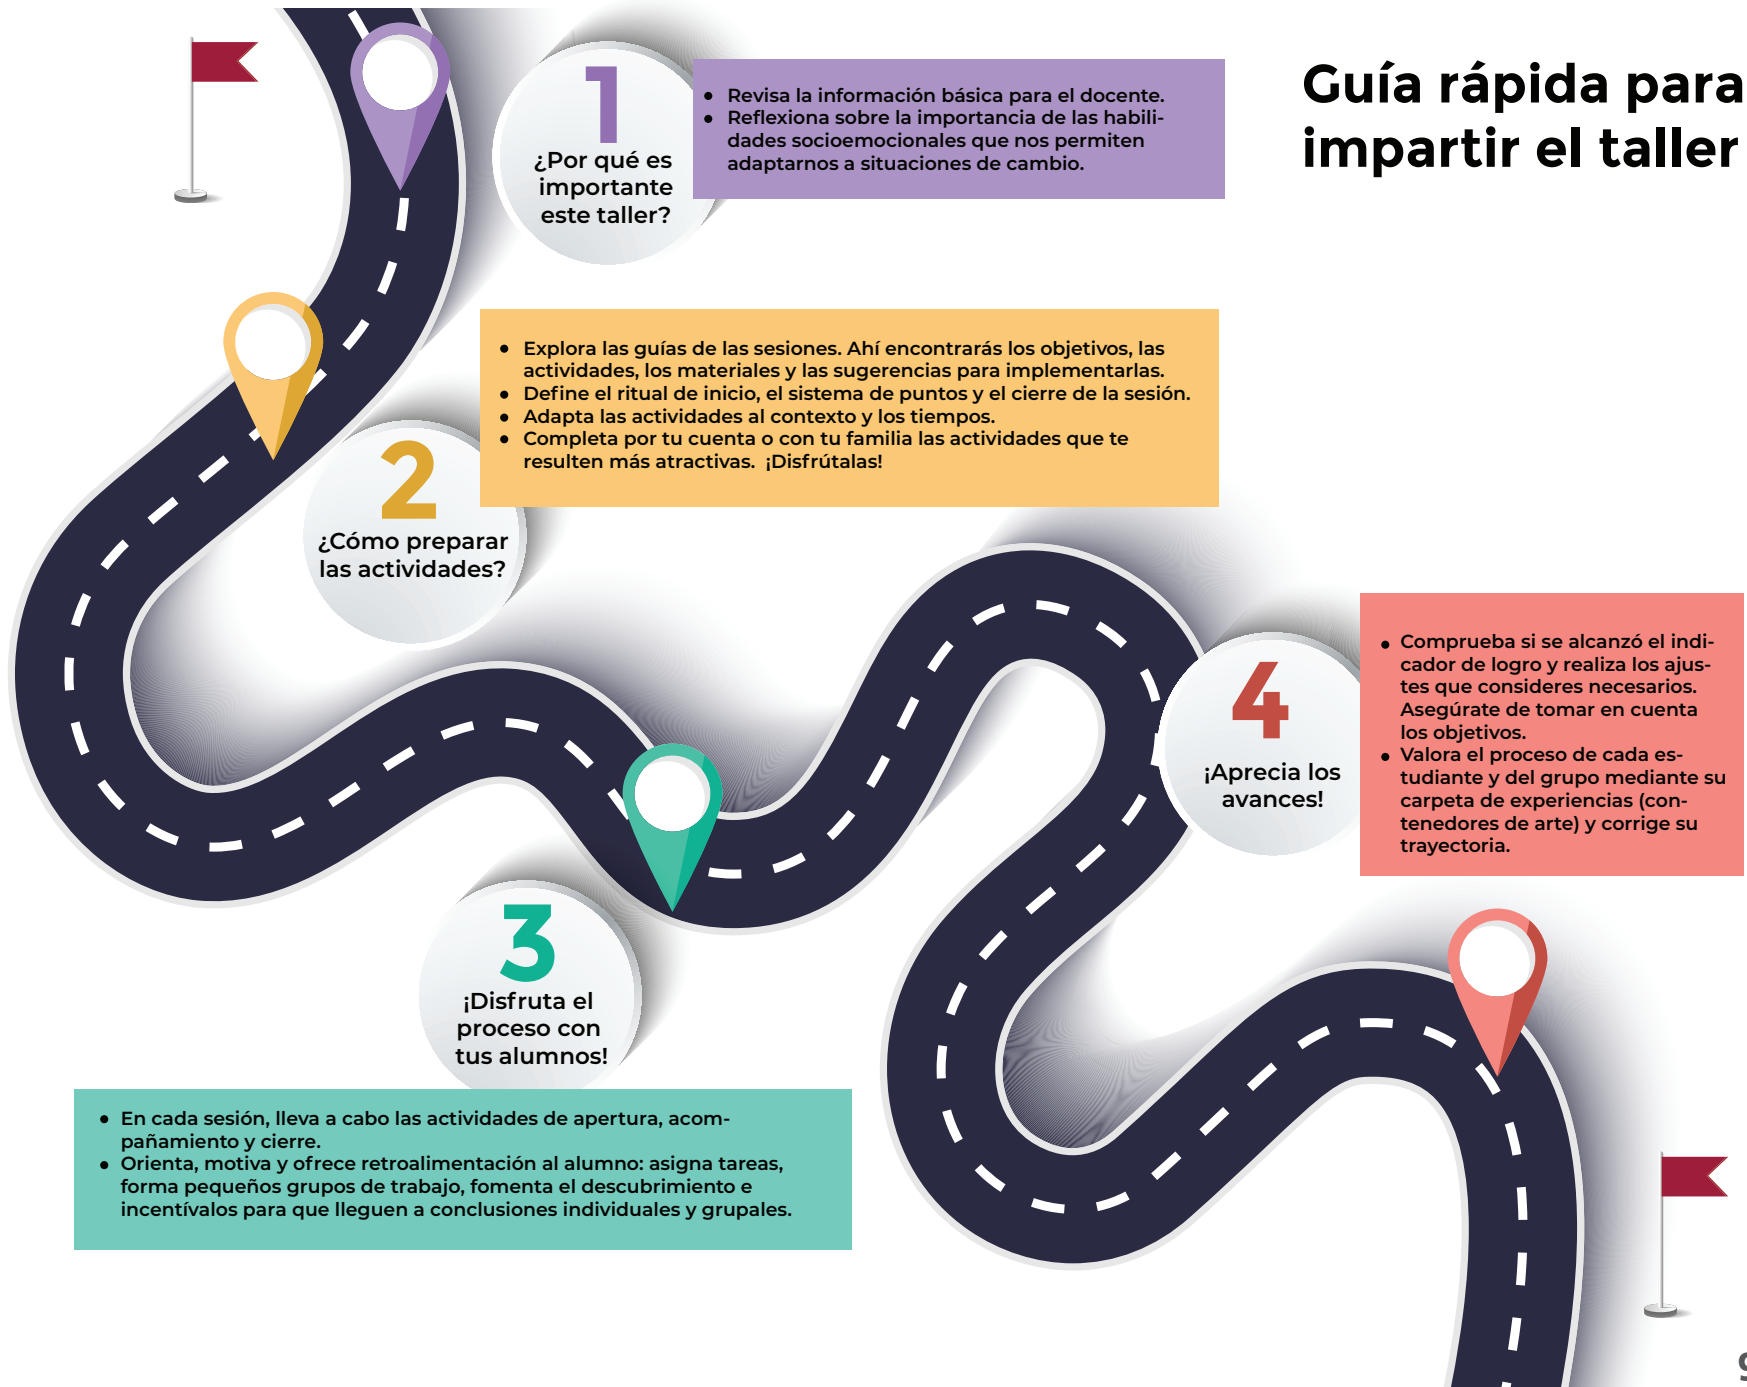 Guía rápida para
impartir el taller
1
¿Por qué es
importante
este taller?
• Revisa la información básica para el docente.
• Reflexiona sobre la importancia de las habili-
dades socioemocionales que nos permiten
adaptarnos a situaciones de cambio.
2
¿Cómo preparar
las actividades?
• Explora las guías de las sesiones. Ahí encontrarás los objetivos, las
actividades, los materiales y las sugerencias para implementarlas.
• Define el ritual de inicio, el sistema de puntos y el cierre de la sesión.
• Adapta las actividades al contexto y los tiempos.
• Completa por tu cuenta o con tu familia las actividades que te
resulten más atractivas. ¡Disfrútalas!
3
¡Disfruta el
proceso con
tus alumnos!
• En cada sesión, lleva a cabo las actividades de apertura, acom-
pañamiento y cierre.
• Orienta, motiva y ofrece retroalimentación al alumno: asigna tareas,
forma pequeños grupos de trabajo, fomenta el descubrimiento e
incentívalos para que lleguen a conclusiones individuales y grupales.
4
¡Aprecia los
avances!
• Comprueba si se alcanzó el indi-
cador de logro y realiza los ajus-
tes que consideres necesarios.
Asegúrate de tomar en cuenta
los objetivos.
• Valora el proceso de cada es-
tudiante y del grupo mediante su
carpeta de experiencias (con-
tenedores de arte) y corrige su
trayectoria.